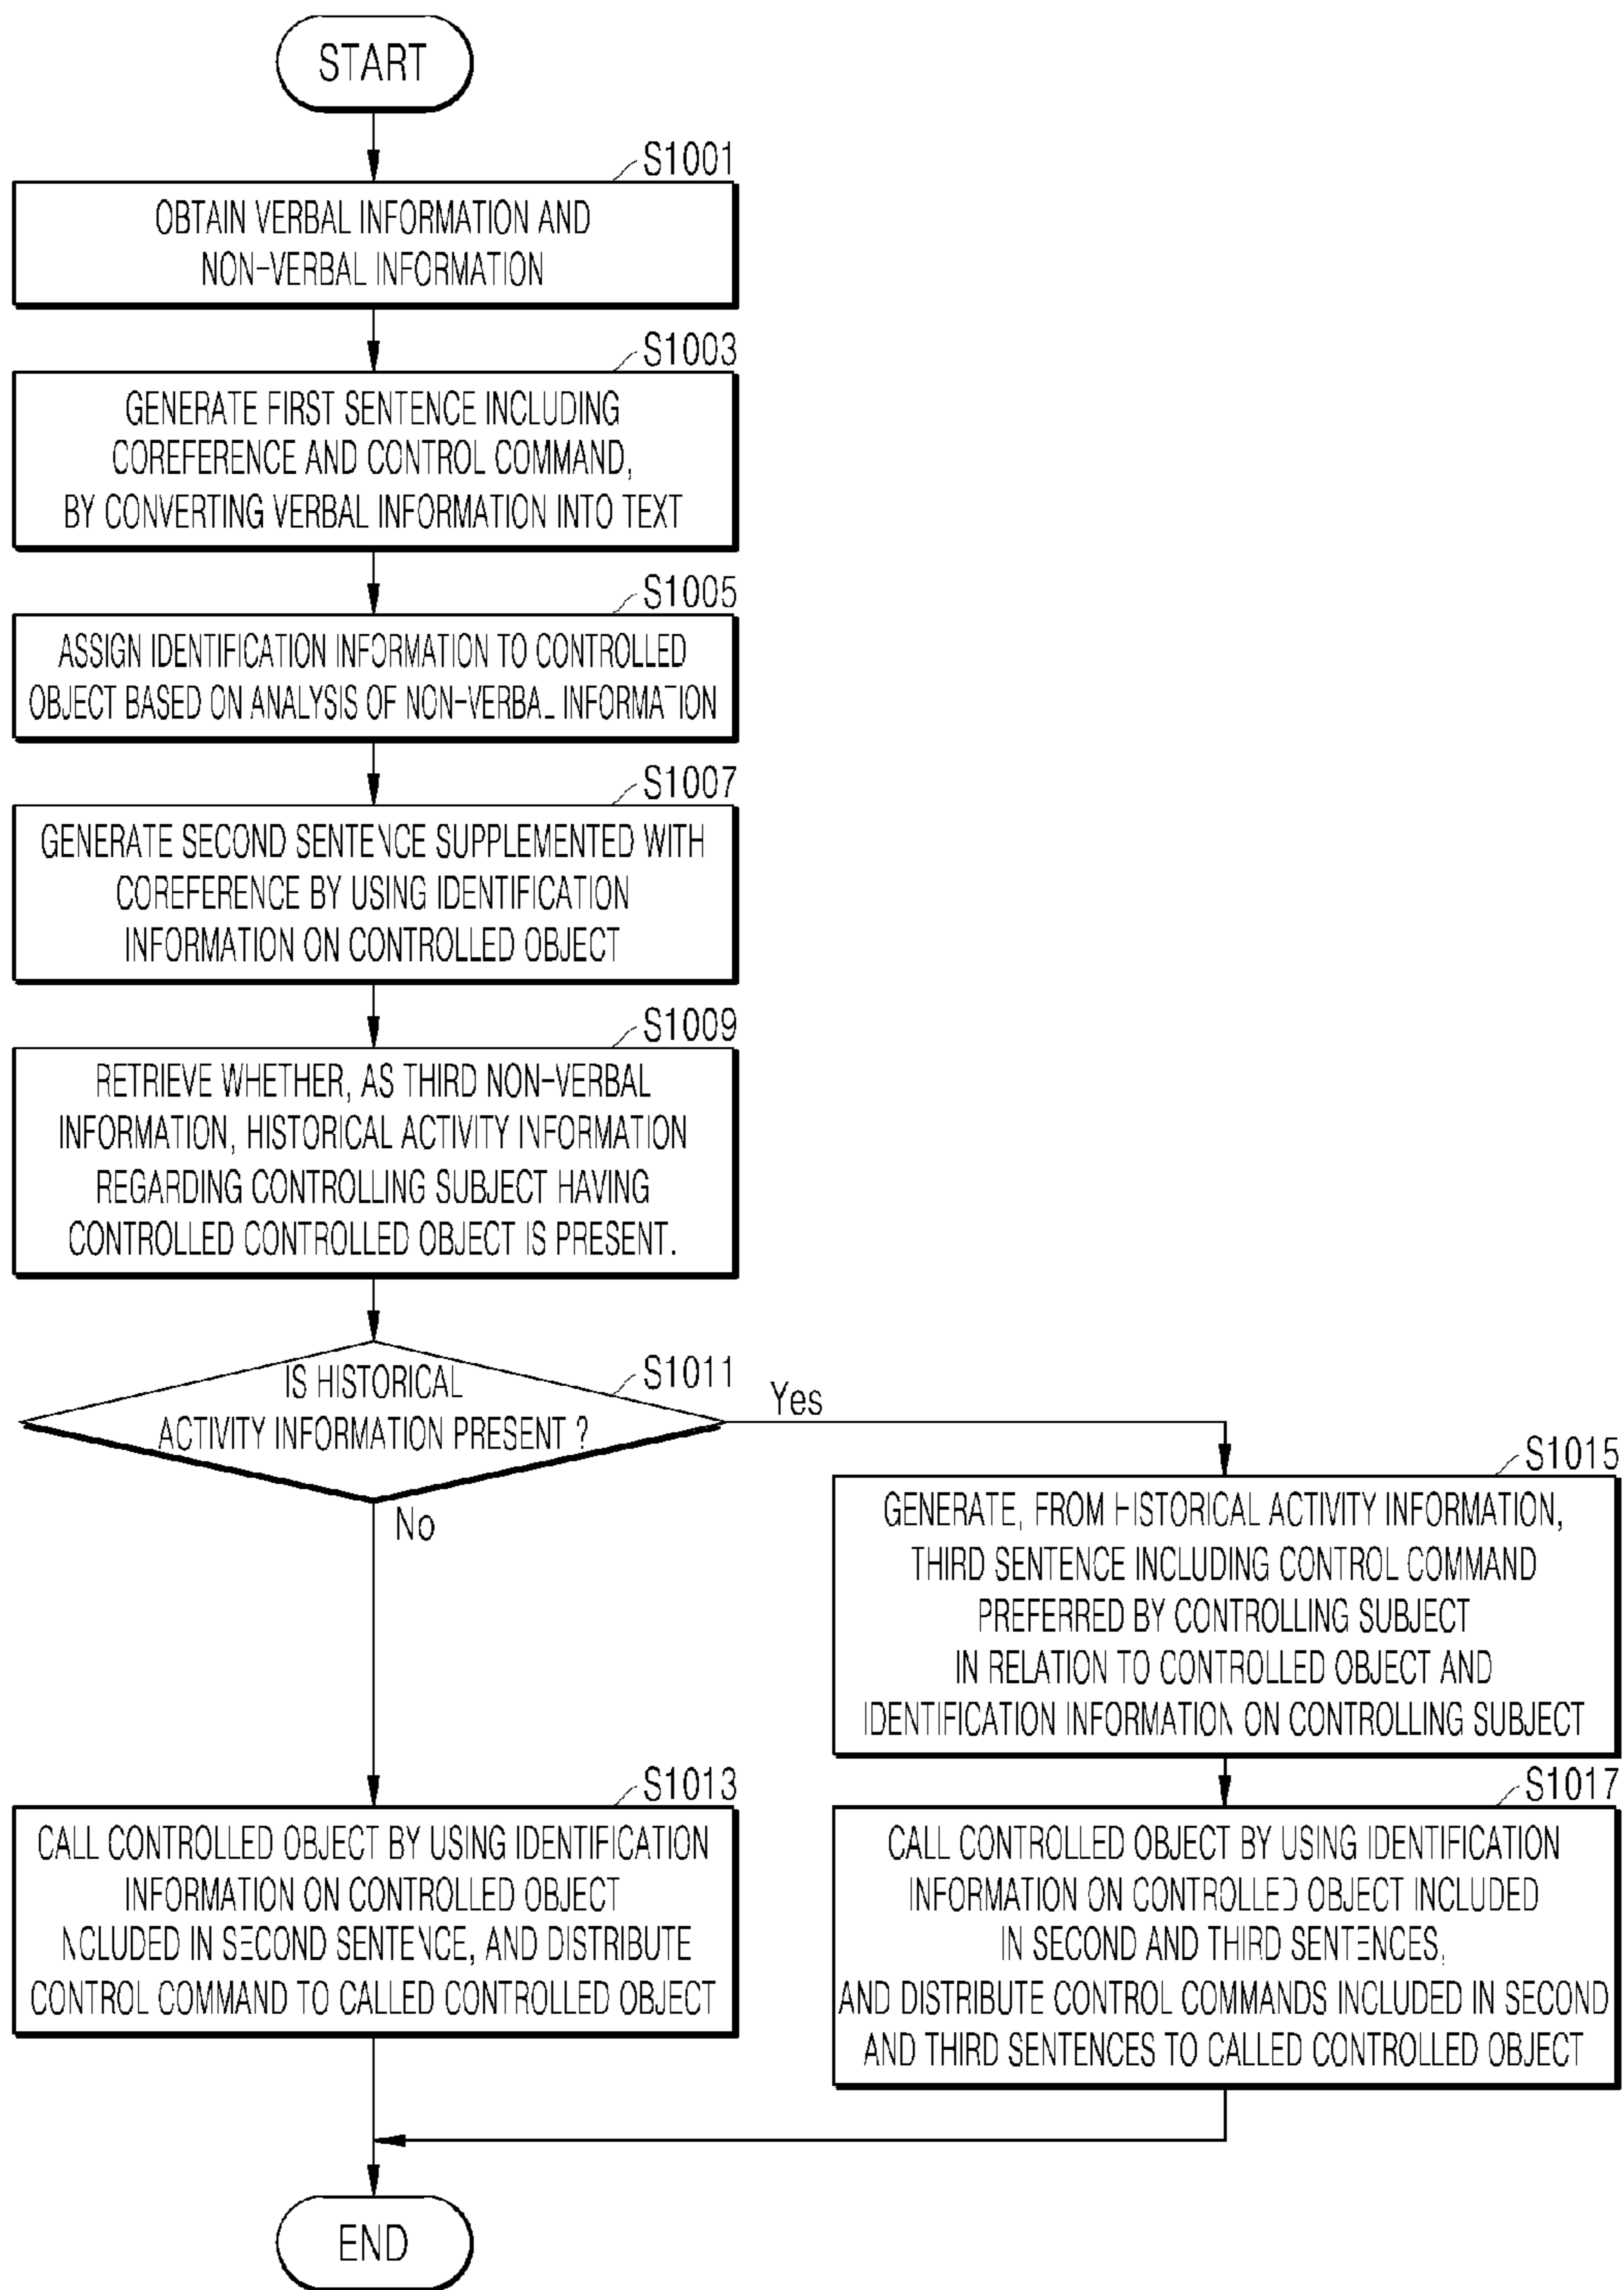 START
S1001
OBTAIN VERBAL INFORMATION AND
NON-VERBAL INFORMATION
S1003
GENERATE FIRST SENTENCE INCLUDING
COREFERENCE AND CONTROL COMMAND,
BY CONVERTING VERBAL INFORMATION INTO TEXT
S1005
ASSIGN IDENTIFICATION INFORMATION TO CONTROLLED
OBJECT BASED ON ANALYSIS OF NON-VERBAL INFORMATION
S1007
GENERATE SECOND SENTENCE SUPPLEMENTED WITH
COREFERENCE BY USING IDENTIFICATION
INFORMATION ON CONTROLLED OBJECT
S1009
RETRIEVE WHETHER, AS THIRD NON-VERBAL
INFORMATION, HISTORICAL ACTIVITY INFORMATION
REGARDING CONTROLLING SUBJECT HAVING
CONTROLLED CONTROLLED OBJECT IS PRESENT.
S1011
IS HISTORICAL
ACTIVITY INFORMATION PRESENT ?
Yes
No
S1015
GENERATE, FROM HISTORICAL ACTIVITY INFORMATION,
THIRD SENTENCE INCLUDING CONTROL COMMAND
PREFERRED BY CONTROLLING SUBJECT
IN RELATION TO CONTROLLED OBJECT AND
IDENTIFICATION INFORMATION ON CONTROLLING SUBJECT
S1013
CALL CONTROLLED OBJECT BY USING IDENTIFICATION
INFORMATION ON CONTROLLED OBJECT
INCLUDED IN SECOND SENTENCE, AND DISTRIBUTE
CONTROL COMMAND TO CALLED CONTROLLED OBJECT
S1017
CALL CONTROLLED OBJECT BY USING IDENTIFICATION
INFORMATION ON CONTROLLED OBJECT INCLUDED
IN SECOND AND THIRD SENTENCES,
AND DISTRIBUTE CONTROL COMMANDS INCLUDED IN SECOND
AND THIRD SENTENCES TO CALLED CONTROLLED OBJECT
END